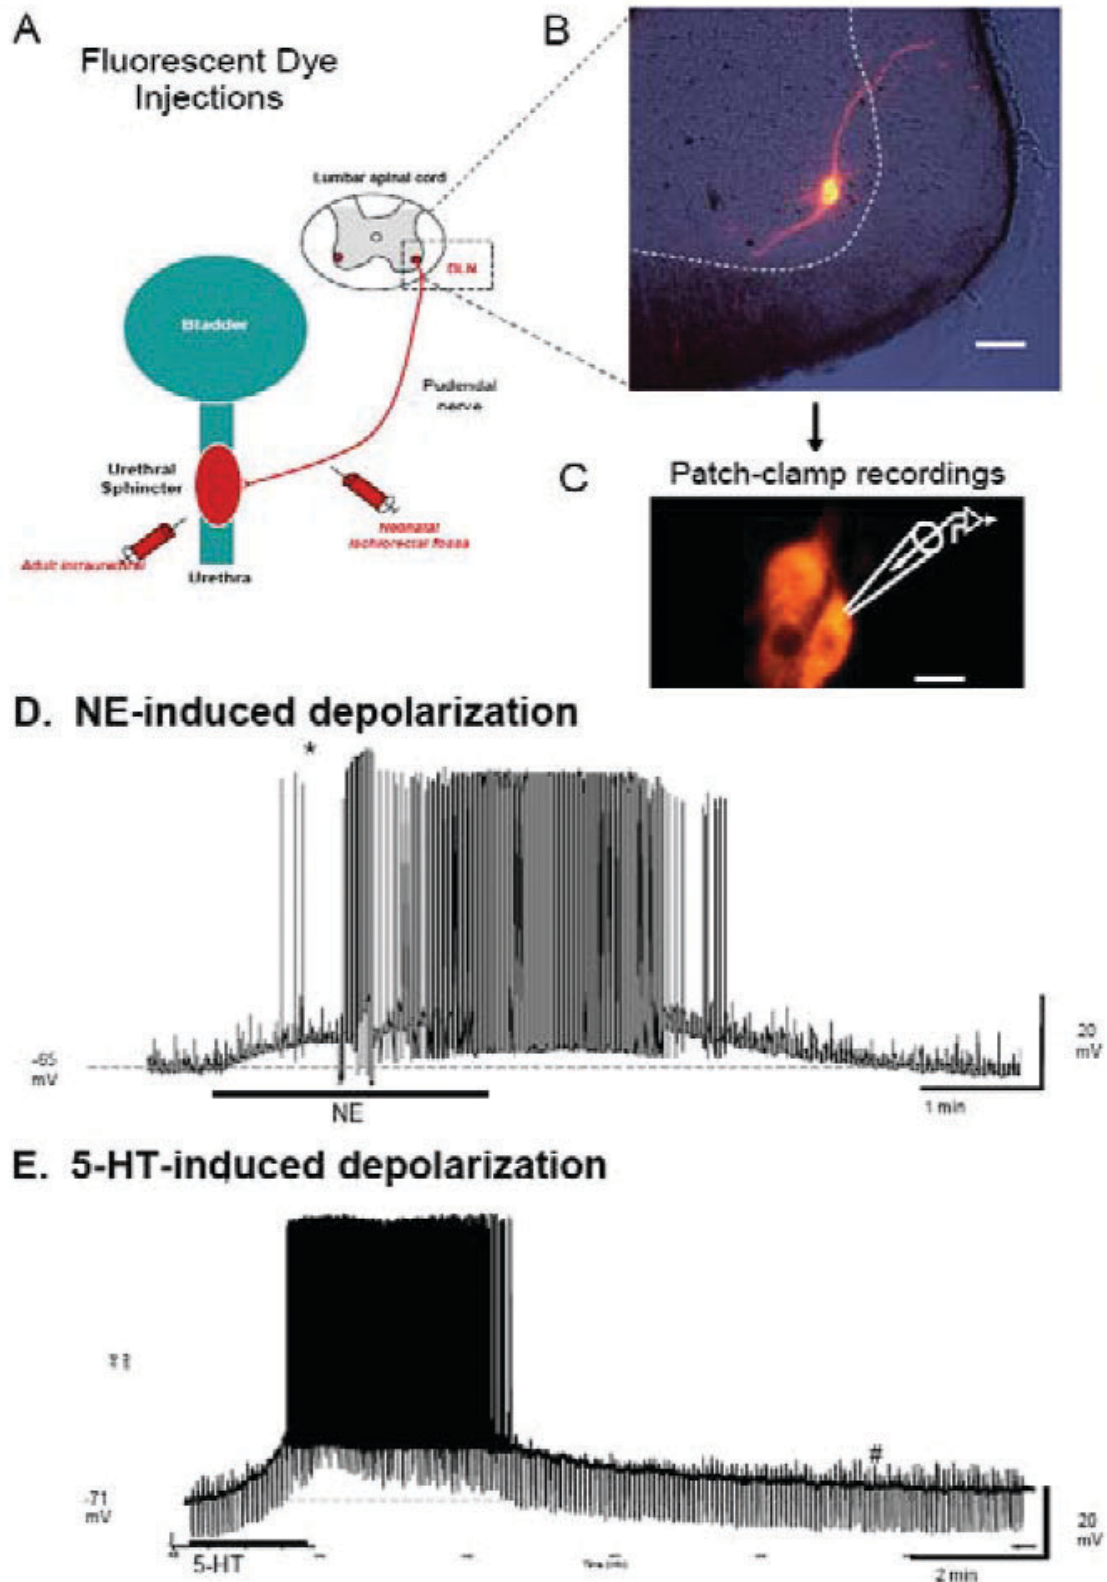 A
Fluorescent Dye
Injections
Lumbar spinal cord
DLN
Bladder
Pudendal
nerve
Urethral
Sphincter
Neonatal
ischiorectal fossa
Adult intraurethral
Urethra
B
C
Patch-clamp recordings
D. NE-induced depolarization
*
-65
mV
20
mV
NE
1 min
E. 5-HT-induced depolarization
#
-71
mV
20
mV
5-HT
2 min